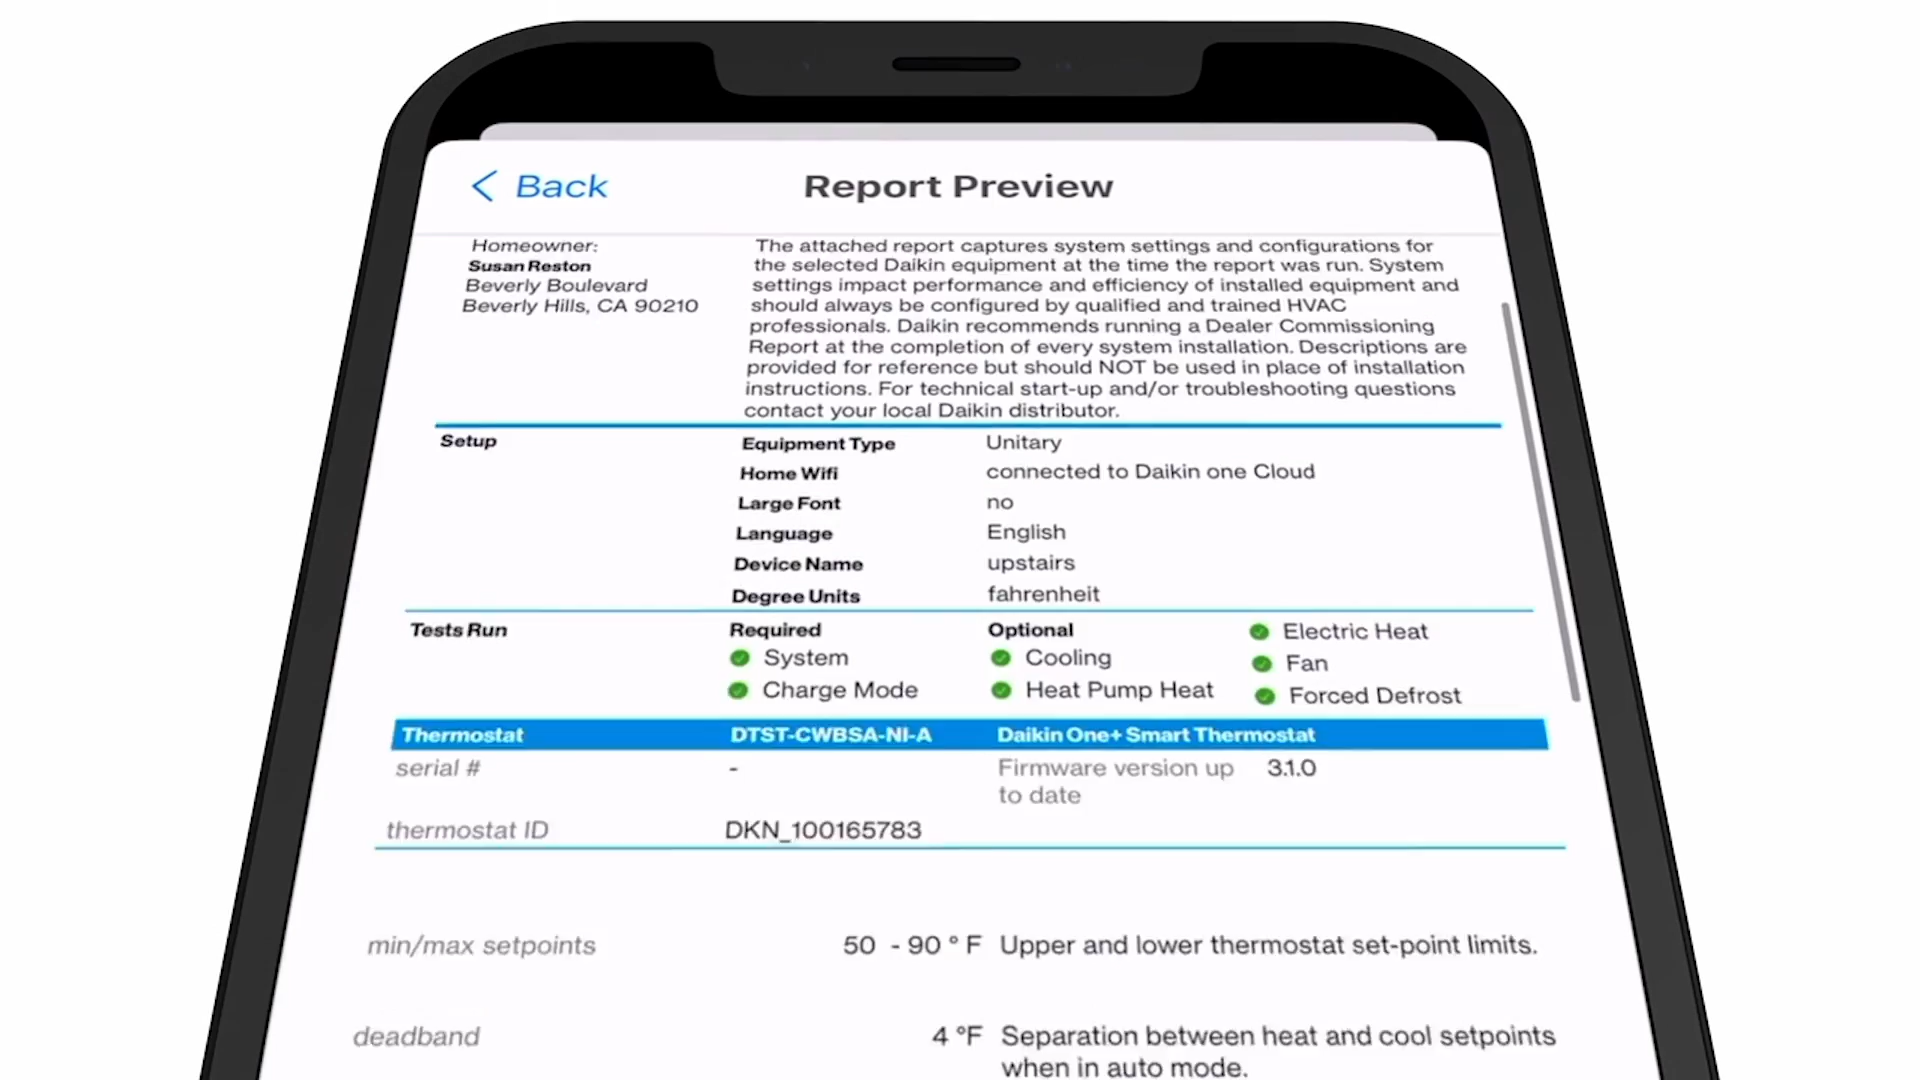 Back
Report Preview
Homeowner:
Susan Reston
Beverly Boulevard
Beverly Hills, CA 90210
The attached report captures system settings and configurations for
the selected Daikin equipment at the time the report was run. System
settings impact performance and efficiency of installed equipment and
should always be configured by qualified and trained HVAC
professionals. Daikin recommends running a Dealer Commissioning
Report at the completion of every system installation. Descriptions are
provided for reference but should NOT be used in place of installation
instructions. For technical start-up and/or troubleshooting questions
contact your local Daikin distributor.
Setup
Equipment Type Unitary
Home Wifi connected to Daikin one Cloud
Large Font no
Language English
Device Name upstairs
Degree Units fahrenheit
Tests Run
Required
System
Charge Mode
Optional
Cooling
Heat Pump Heat
Electric Heat
Fan
Forced Defrost
Thermostat DTST-CWBSA-NI-A Daikin One+ Smart Thermostat
serial # -
Firmware version up 3.1.0
to date
thermostat ID DKN_100165783
min/max setpoints 50 - 90 ° F Upper and lower thermostat set-point limits.
deadband 4 °F Separation between heat and cool setpoints
when in auto mode.